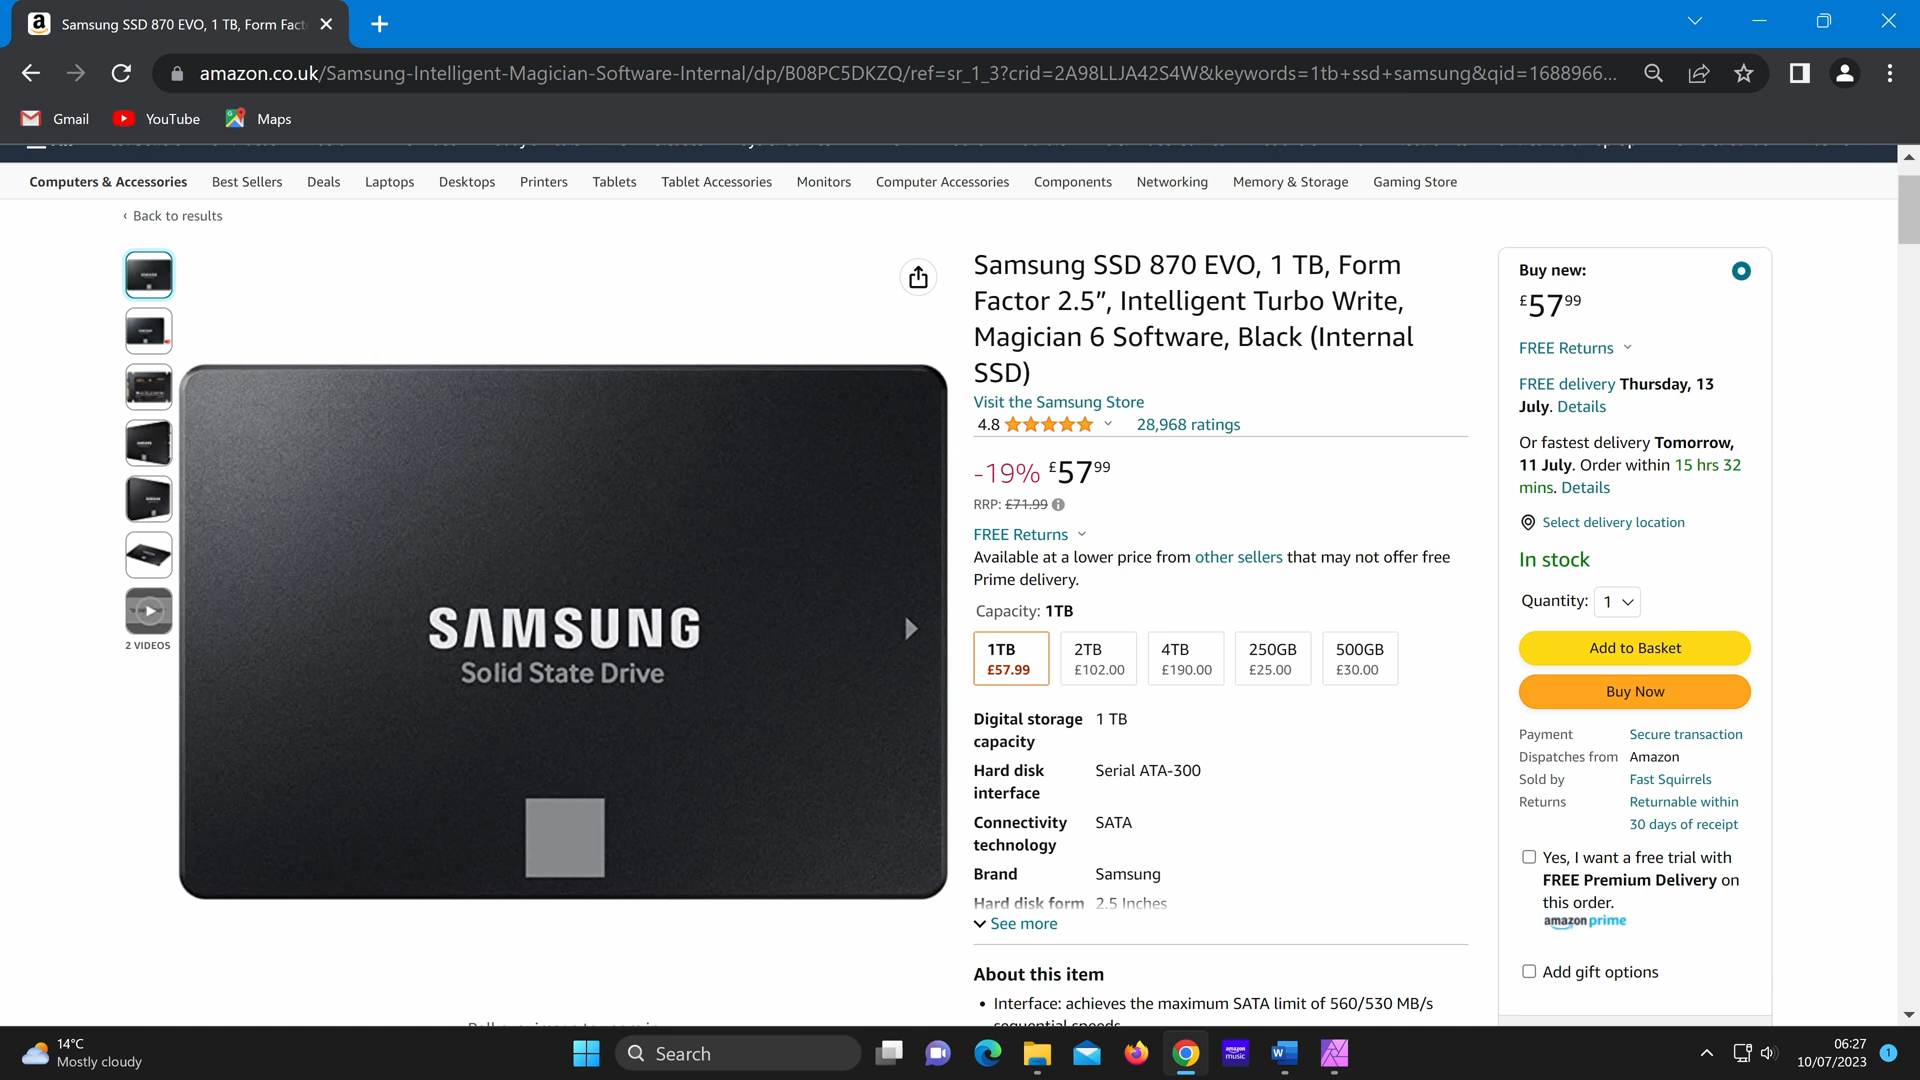 Samsung SSD 870 EVO, 1 TB, Form Fact
amazon.co.uk/Samsung-Intelligent-Magician-Software-Internal/dp/B08PC5DKZQ/ref=sr_1_3?crid=2A98LLJA42S4W&keywords=1tb+ssd+samsung&qid=1688966...
Gmail
YouTube
Maps
Computers & Accessories
Best Sellers
Deals
Laptops
Desktops
Printers
Tablets
Tablet Accessories
Monitors
Computer Accessories
Components
Networking
Memory & Storage
Gaming Store
‹ Back to results
2 VIDEOS
SAMSUNG
Solid State Drive
Samsung SSD 870 EVO, 1 TB, Form
Factor 2.5”, Intelligent Turbo Write,
Magician 6 Software, Black (Internal
SSD)
Visit the Samsung Store
4.8
28,968 ratings
-19% £5799
RRP: £71.99
FREE Returns
Available at a lower price from other sellers that may not offer free
Prime delivery.
Capacity: 1TB
1TB
£57.99
2TB
£102.00
4TB
£190.00
250GB
£25.00
500GB
£30.00
Digital storage
capacity
1 TB
Hard disk
interface
Serial ATA-300
Connectivity
technology
SATA
Brand
Samsung
Hard disk form
2.5 Inches
See more
About this item
• Interface: achieves the maximum SATA limit of 560/530 MB/s
sequential speeds
Buy new:
£5799
FREE Returns
FREE delivery Thursday, 13
July. Details
Or fastest delivery Tomorrow,
11 July. Order within 15 hrs 32
mins. Details
Select delivery location
In stock
Quantity: 1
Add to Basket
Buy Now
Payment
Secure transaction
Dispatches from
Amazon
Sold by
Fast Squirrels
Returns
Returnable within
30 days of receipt
Yes, I want a free trial with
FREE Premium Delivery on
this order.
amazon prime
Add gift options
14°C
Mostly cloudy
Search
amazon
music
06:27
10/07/2023
1